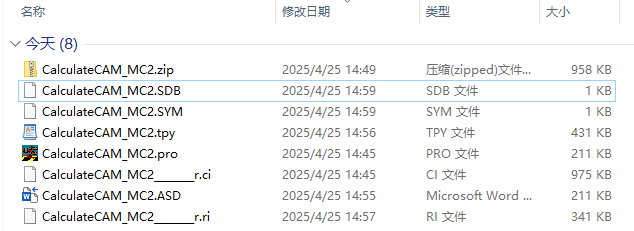 名称 修改日期 类型 大小
今天 (8)
CalculateCAM_MC2.zip 2025/4/25 14:49 压缩(zipped)文件... 958 KB
CalculateCAM_MC2.SDB 2025/4/25 14:59 SDB 文件 1 KB
CalculateCAM_MC2.SYM 2025/4/25 14:59 SYM 文件 1 KB
CalculateCAM_MC2.tpy 2025/4/25 14:56 TPY 文件 431 KB
CalculateCAM_MC2.pro 2025/4/25 14:45 PRO 文件 211 KB
CalculateCAM_MC2_______r.ci 2025/4/25 14:45 CI 文件 975 KB
CalculateCAM_MC2.ASD 2025/4/25 14:55 Microsoft Word ... 211 KB
CalculateCAM_MC2_______r.ri 2025/4/25 14:57 RI 文件 341 KB